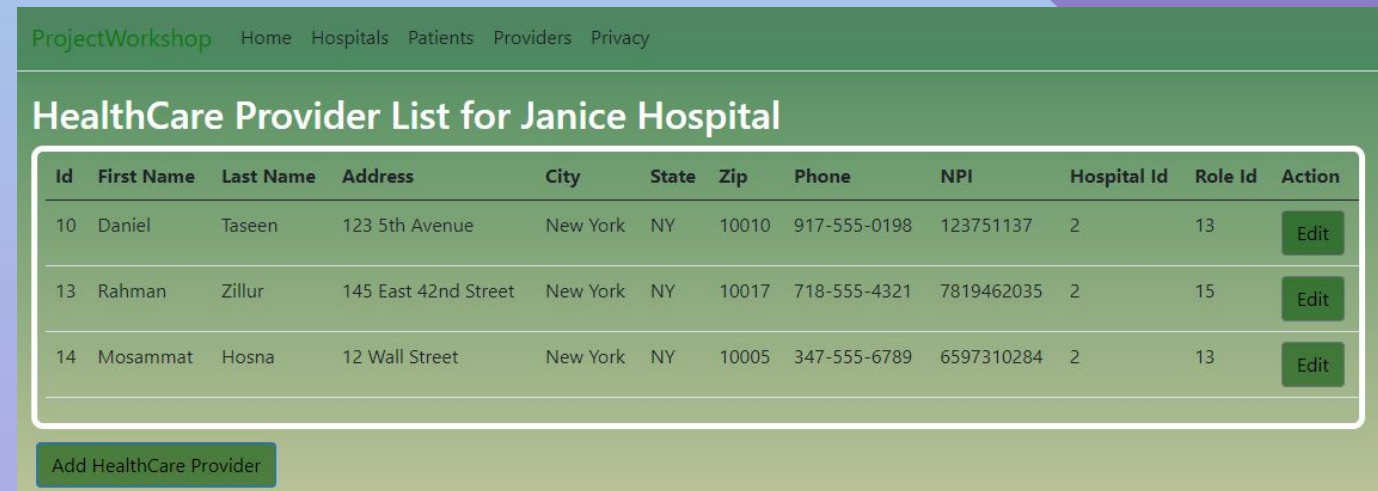 ProjectWorkshop Home Hospitals Patients Providers Privacy
HealthCare Provider List for Janice Hospital
Id First Name Last Name Address City State Zip Phone NPI Hospital Id Role Id Action
10 Daniel Taseen 123 5th Avenue New York NY 10010 917-555-0198 123751137 2 13 Edit
13 Rahman Zillur 145 East 42nd Street New York NY 10017 718-555-4321 7819462035 2 15 Edit
14 Mosammat Hosna 12 Wall Street New York NY 10005 347-555-6789 6597310284 2 13 Edit
Add HealthCare Provider